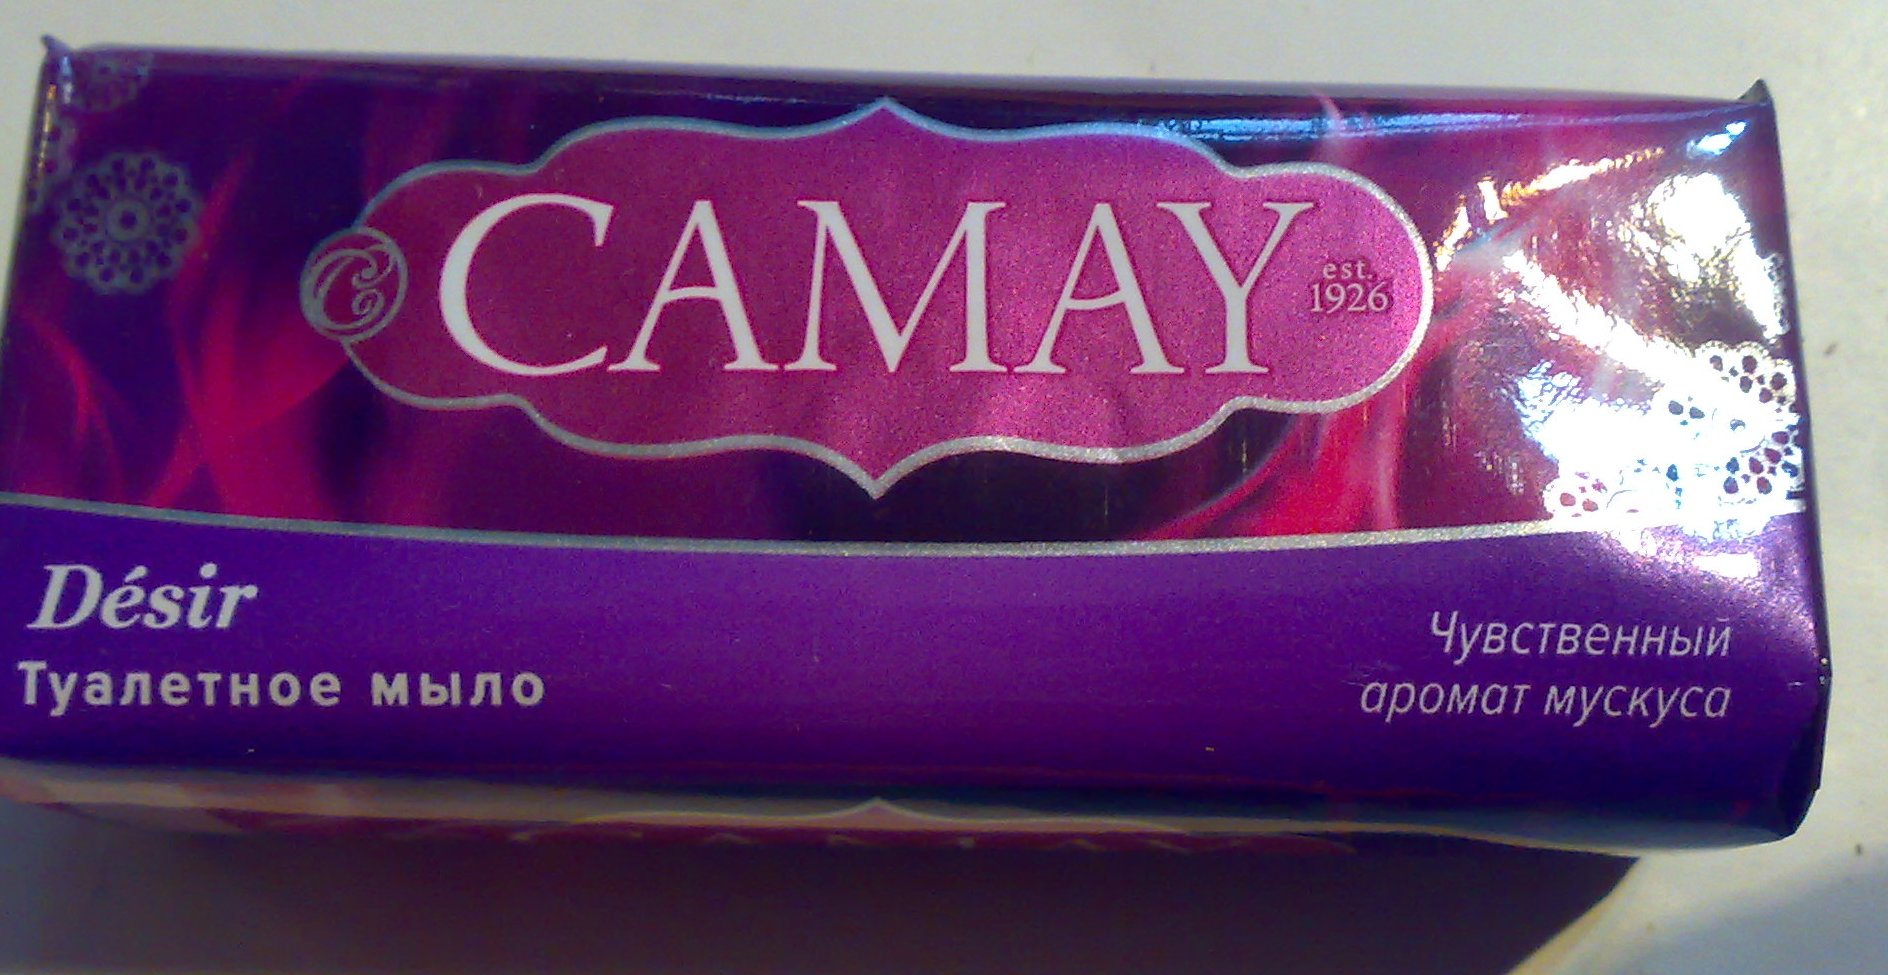 CAMAY
est.
1926
Désir
Туалетное мыло
Чувственный
аромат мускуса